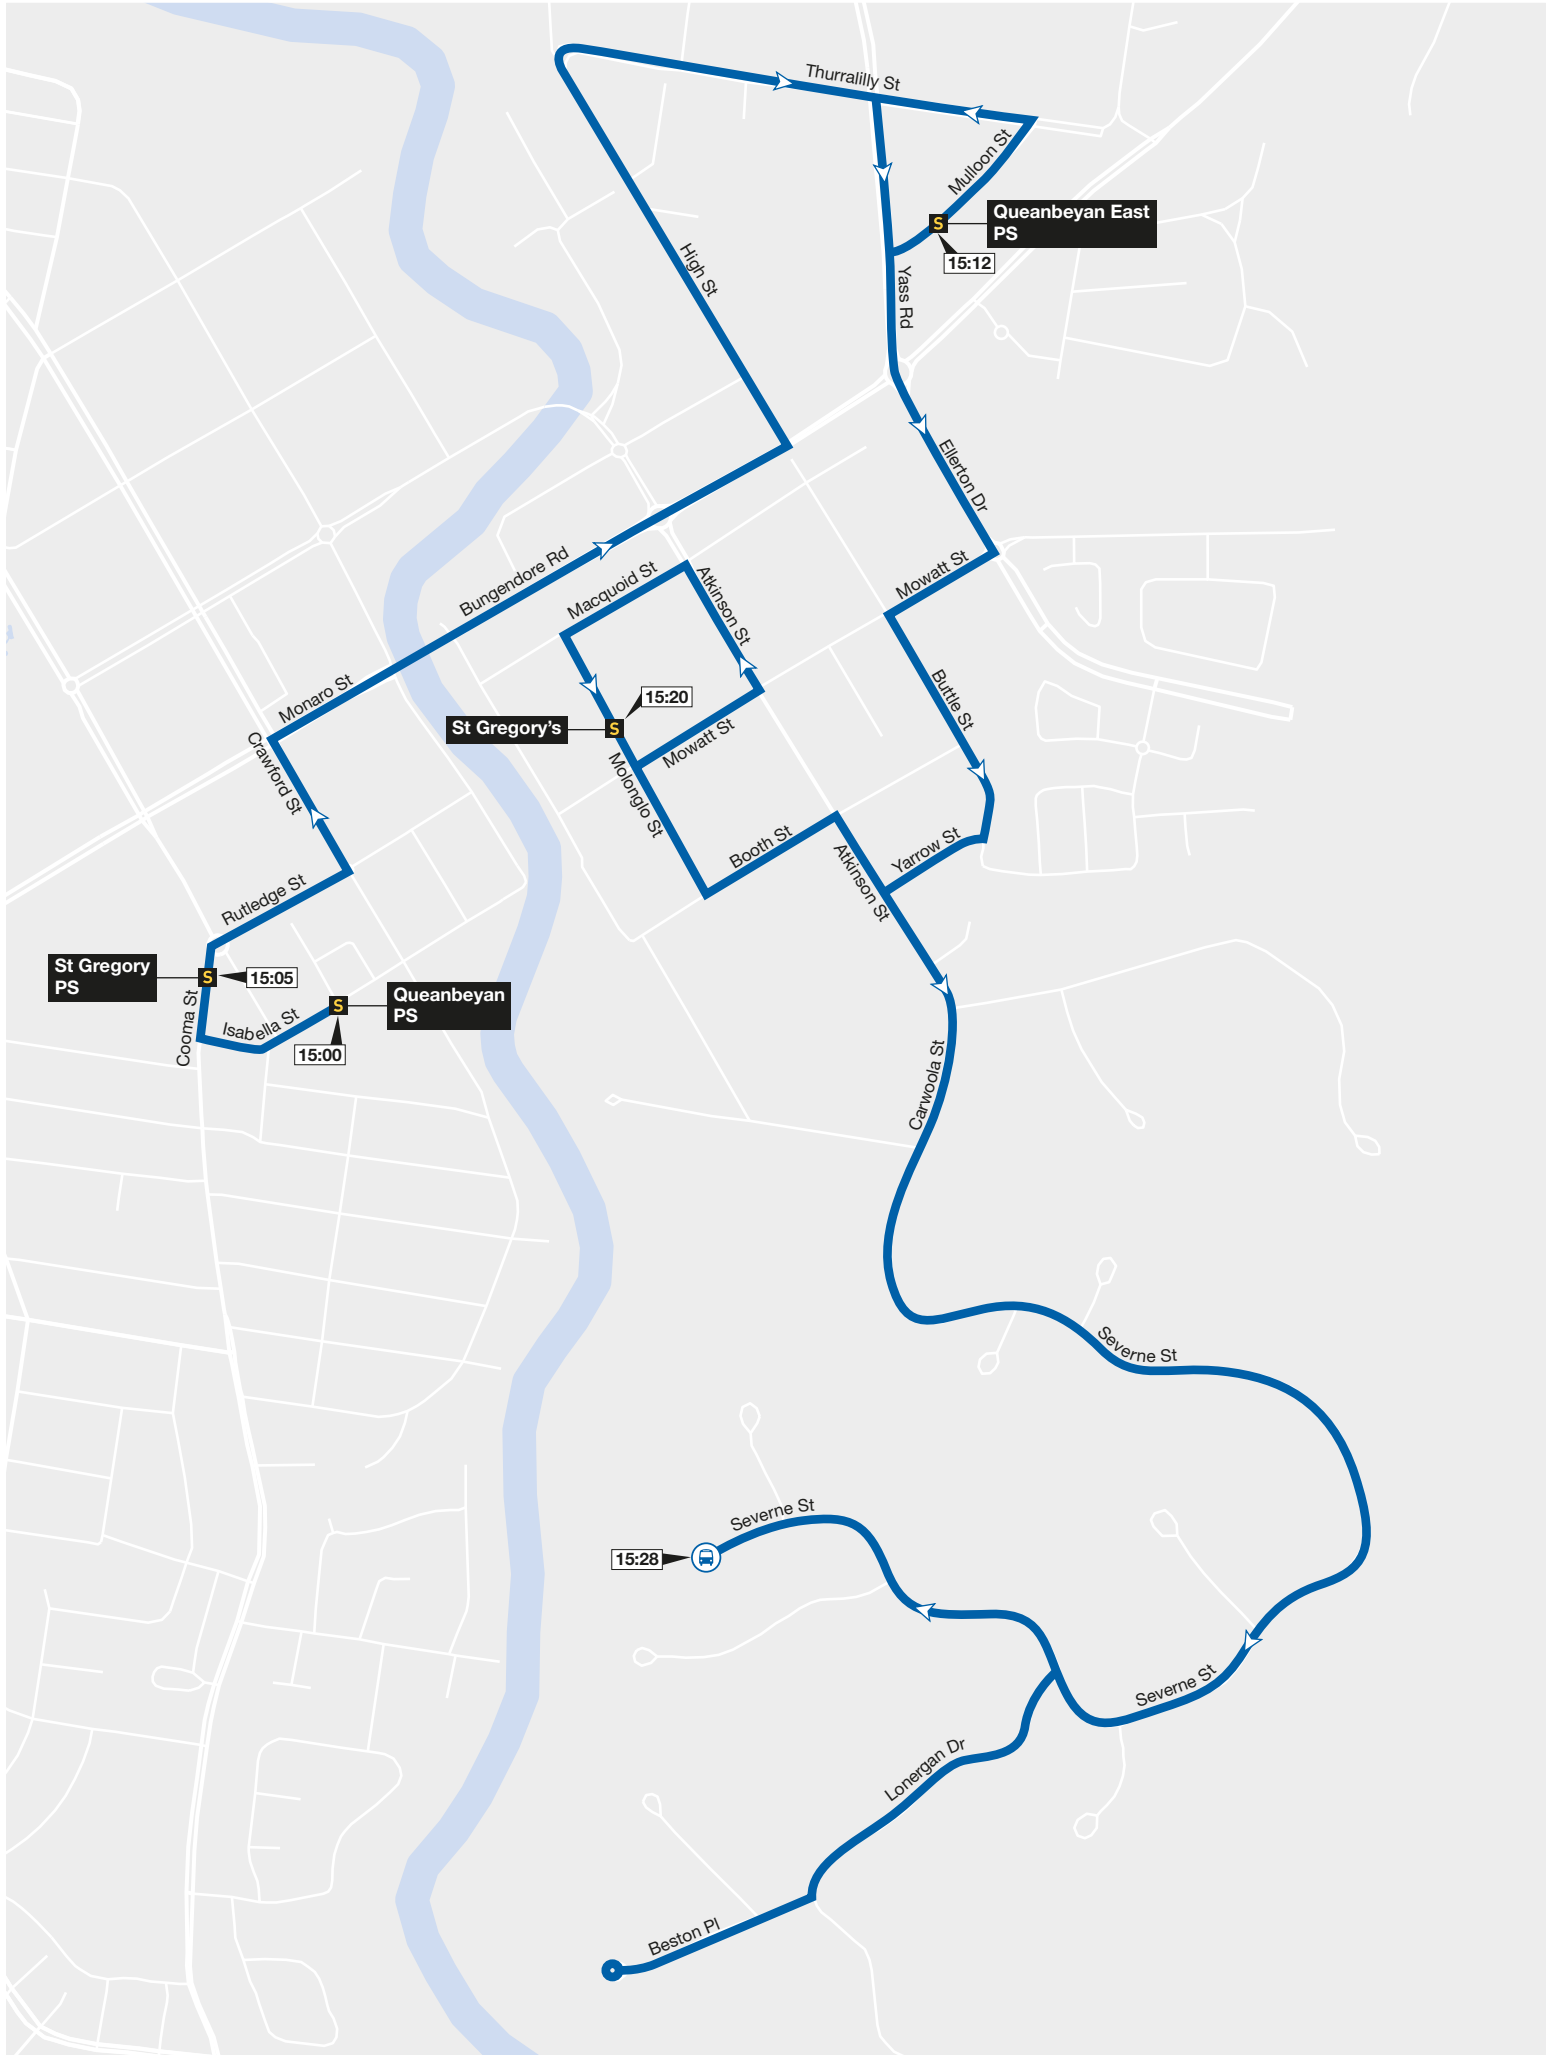 Thurralilly St
Mulloon St
S
Queanbeyan East
PS
15:12
High St
Yass Rd
Ellerton Dr
Bungendore Rd
Macquoid St
Atkinson St
Mowatt St
Monaro St
15:20
St Gregory's
S
Mowatt St
Buttle St
Crawford St
Molonglo St
Booth St
Atkinson St
Yarrow St
Rutledge St
St Gregory
PS
S
15:05
Cooma St
Isabella St
S
Queanbeyan
PS
15:00
Carwoola St
Severne St
Severne St
15:28
Severne St
Lonergan Dr
Beston Pl